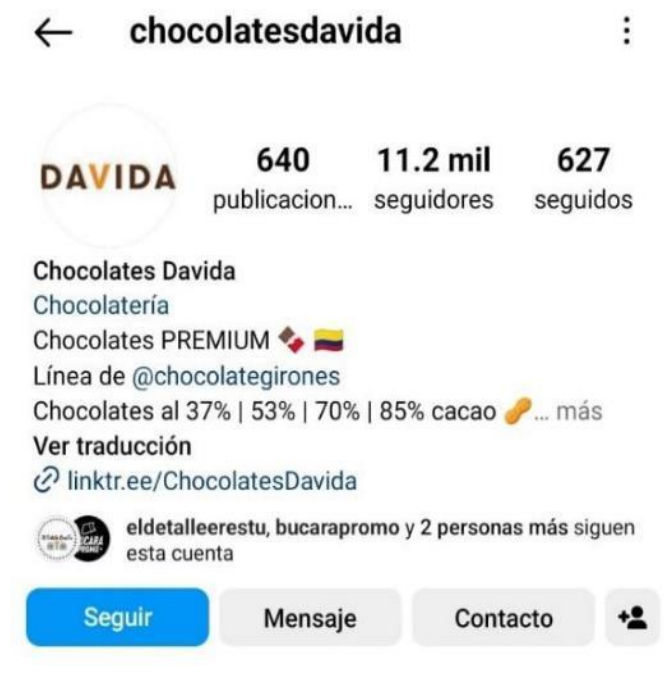 chocolatesdavida
DAVIDA
640
publicacion...
11.2 mil
seguidores
627
seguidos
Chocolates Davida
Chocolatería
Chocolates PREMIUM 🍫 🇨🇴
Línea de @chocolategirones
Chocolates al 37% | 53% | 70% | 85% cacao 🥜... más
Ver traducción
linktr.ee/ChocolatesDavida
eldetalleerestu, bucarapromo y 2 personas más siguen
esta cuenta
Seguir
Mensaje
Contacto